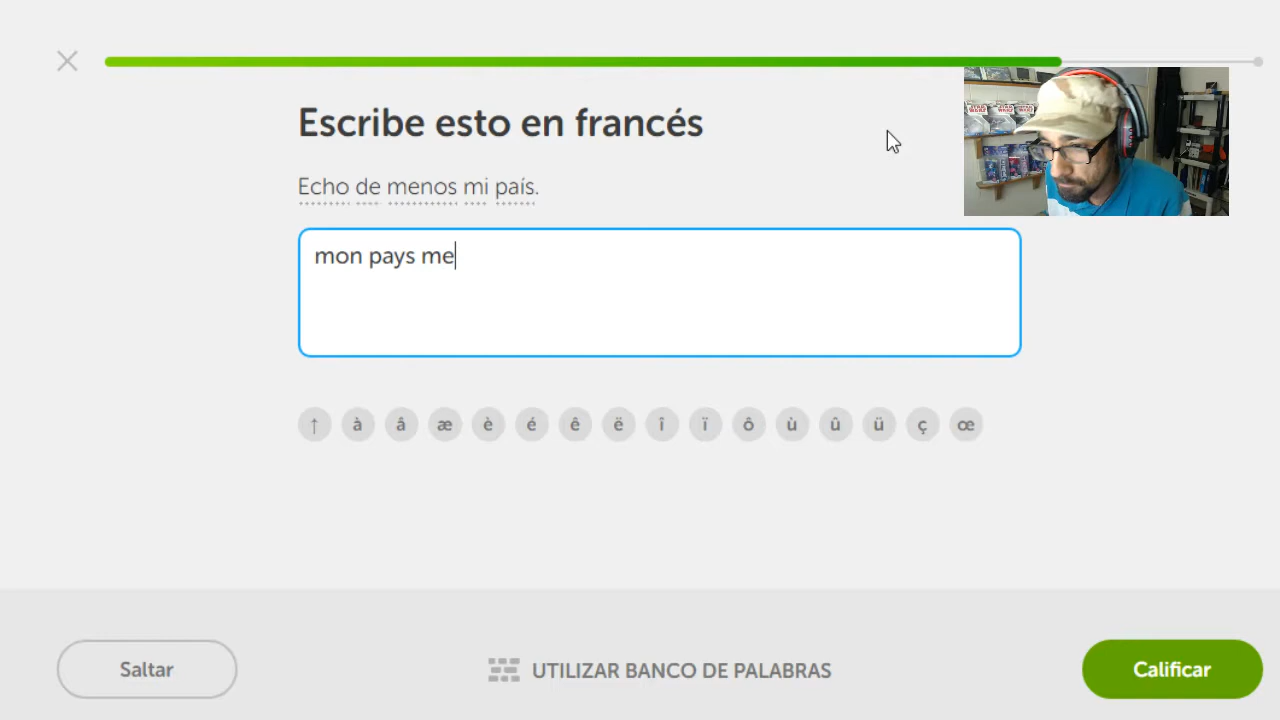 Escribe esto en francés
Echo de menos mi país.
mon pays me
↑ à â æ è é ê ë î ï ô ù û ü ç œ
Saltar
UTILIZAR BANCO DE PALABRAS
Calificar